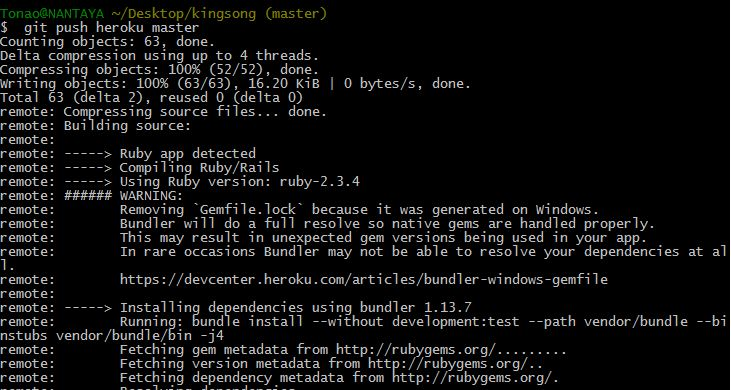 Tonao@NANTAYA ~/Desktop/kingsong (master)
$  git push heroku master
Counting objects: 63, done.
Delta compression using up to 4 threads.
Compressing objects: 100% (52/52), done.
Writing objects: 100% (63/63), 16.20 KiB | 0 bytes/s, done.
Total 63 (delta 2), reused 0 (delta 0)
remote: Compressing source files... done.
remote: Building source:
remote:
remote: -----> Ruby app detected
remote: -----> Compiling Ruby/Rails
remote: -----> Using Ruby version: ruby-2.3.4
remote: ###### WARNING:
remote:        Removing `Gemfile.lock` because it was generated on Windows.
remote:        Bundler will do a full resolve so native gems are handled properly.
remote:        This may result in unexpected gem versions being used in your app.
remote:        In rare occasions Bundler may not be able to resolve your dependencies at al
l.
remote:        https://devcenter.heroku.com/articles/bundler-windows-gemfile
remote:
remote: -----> Installing dependencies using bundler 1.13.7
remote:        Running: bundle install --without development:test --path vendor/bundle --bi
nstubs vendor/bundle/bin -j4
remote:        Fetching gem metadata from http://rubygems.org/.........
remote:        Fetching version metadata from http://rubygems.org/..
remote:        Fetching dependency metadata from http://rubygems.org/.
remote:        Resolving dependencies